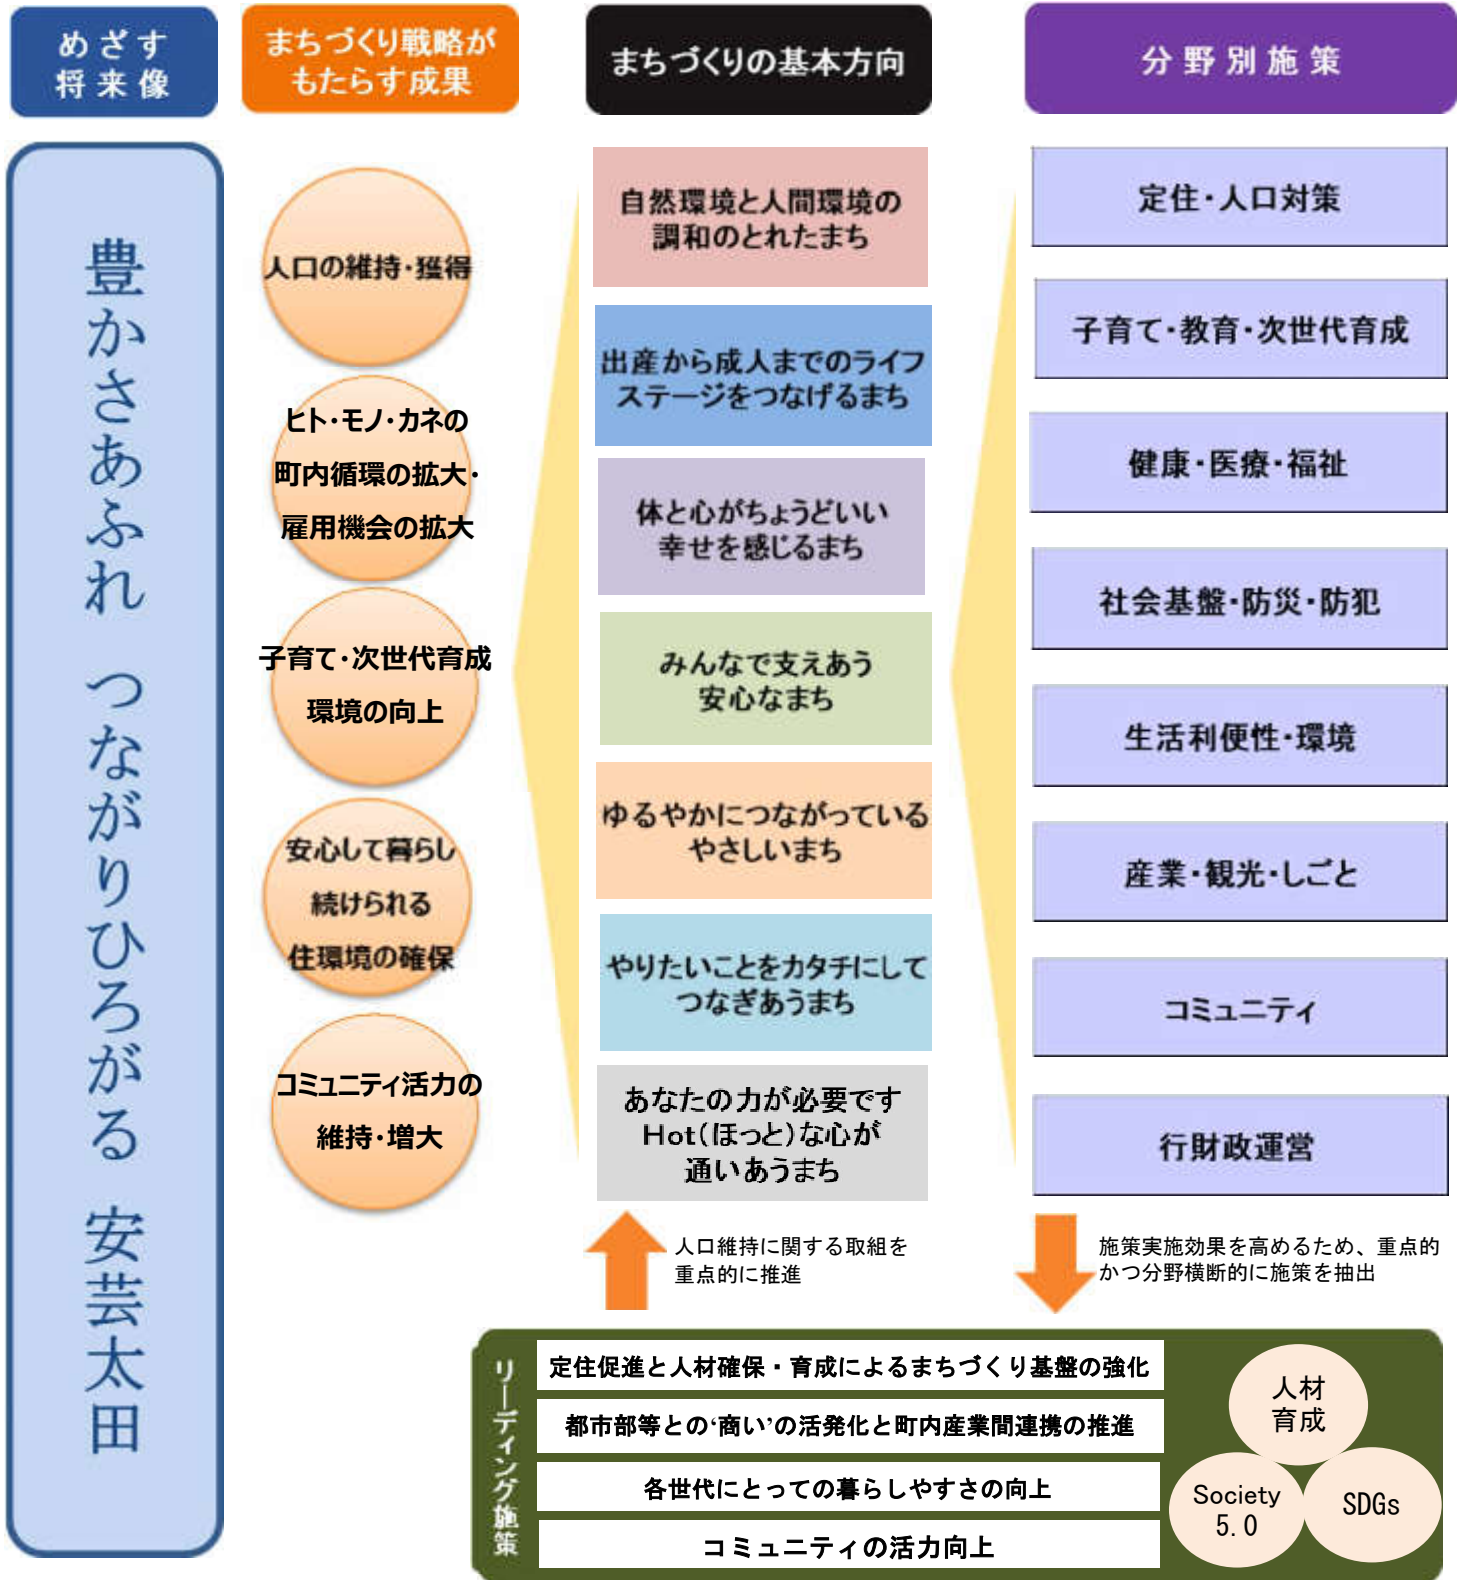 めざす
将来像
まちづくり戦略が
もたらす成果
まちづくりの基本方向
分野別施策
豊かさあふれ つながりひろがる 安芸太田
人口の維持・獲得
ヒト・モノ・カネの
町内循環の拡大・
雇用機会の拡大
子育て・次世代育成
環境の向上
安心して暮らし
続けられる
住環境の確保
コミュニティ活力の
維持・増大
自然環境と人間環境の
調和のとれたまち
出産から成人までのライフ
ステージをつなげるまち
体と心がちょうどいい
幸せを感じるまち
みんなで支えあう
安心なまち
ゆるやかにつながっている
やさしいまち
やりたいことをカタチにして
つなぎあうまち
あなたの力が必要です
Hot(ほっと)な心が
通いあうまち
定住・人口対策
子育て・教育・次世代育成
健康・医療・福祉
社会基盤・防災・防犯
生活利便性・環境
産業・観光・しごと
コミュニティ
行財政運営
人口維持に関する取組を
重点的に推進
施策実施効果を高めるため、重点的
かつ分野横断的に施策を抽出
リーディング施策
定住促進と人材確保・育成によるまちづくり基盤の強化
都市部等との‘商い’の活発化と町内産業間連携の推進
各世代にとっての暮らしやすさの向上
コミュニティの活力向上
人材
育成
Society
5.0
SDGs